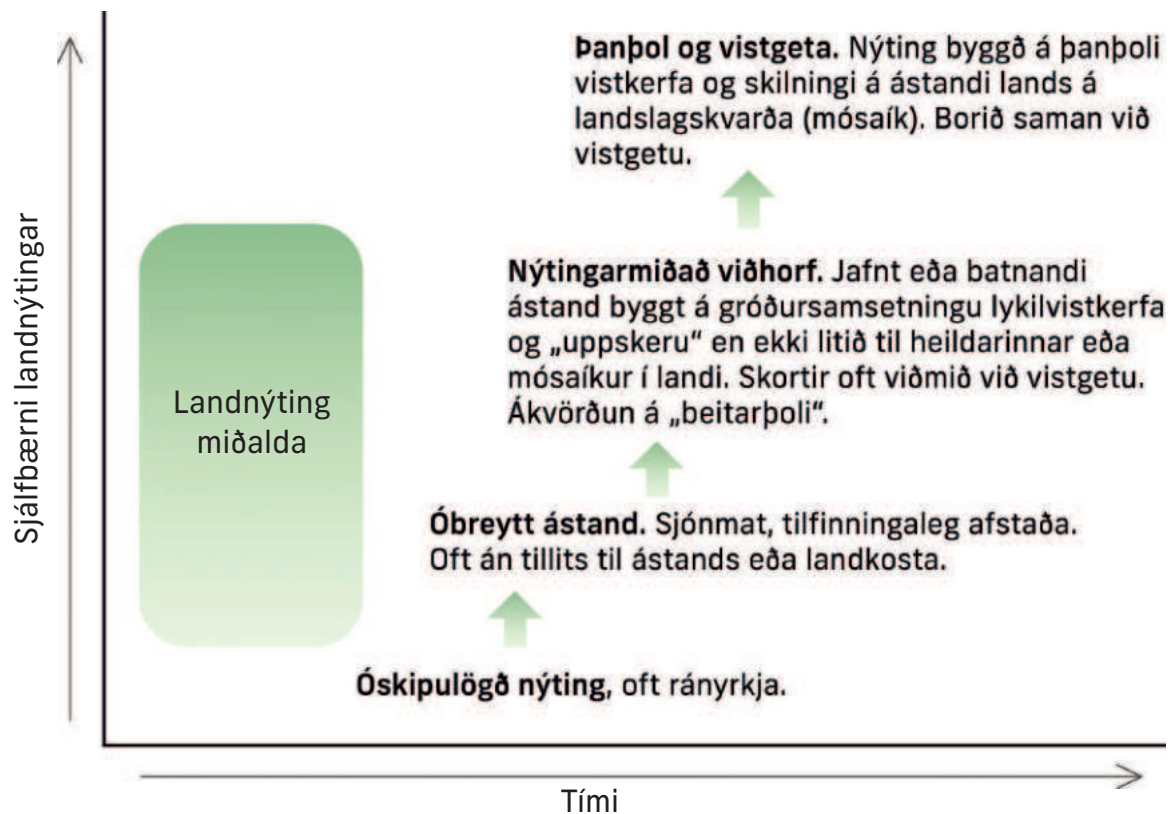 Þanþol og vistgeta. Nýting byggð á þanþoli
vistkerfa og skilningi á ástandi lands á
landslagskvarða (mósaík). Borið saman við
vistgetu.
Nýtingarmiðað viðhorf. Jafnt eða batnandi
ástand byggt á gróðursamsetningu lykilvistkerfa
og „uppskeru“ en ekki litið til heildarinnar eða
mósaíkur í landi. Skortir oft viðmið við vistgetu.
Ákvörðun á „beitarþoli“.
Óbreytt ástand. Sjónmat, tilfinningaleg afstaða.
Oft án tillits til ástands eða landkosta.
Óskipulögð nýting, oft rányrkja.
Landnýting
miðalda
Sjálfbærni landnýtingar
Tími